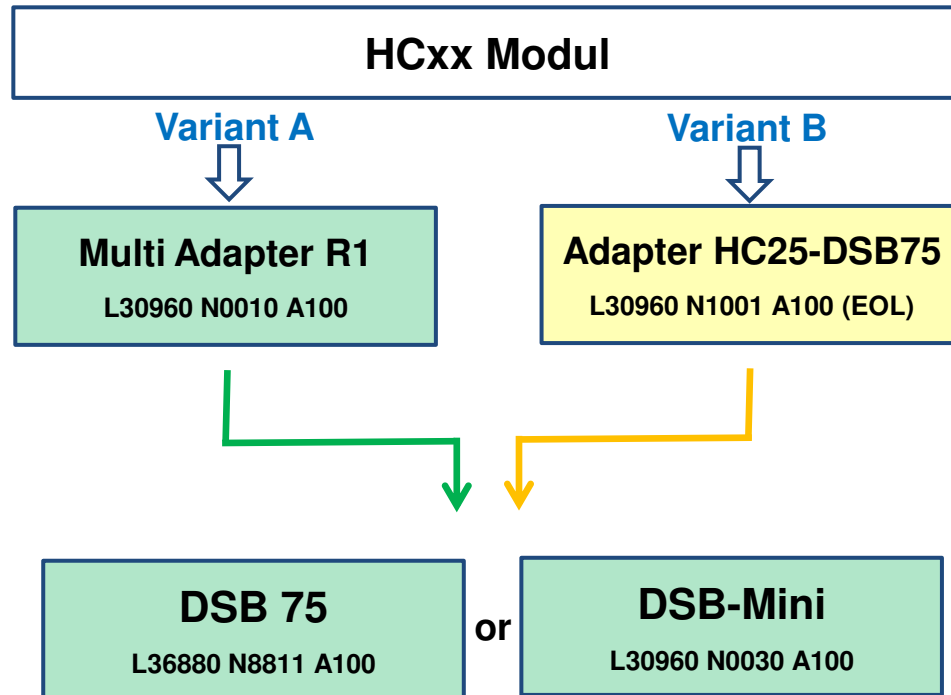 HCxx Modul
Variant A
Variant B
Multi Adapter R1
L30960 N0010 A100
Adapter HC25-DSB75
L30960 N1001 A100 (EOL)
DSB 75
L36880 N8811 A100
or
DSB-Mini
L30960 N0030 A100